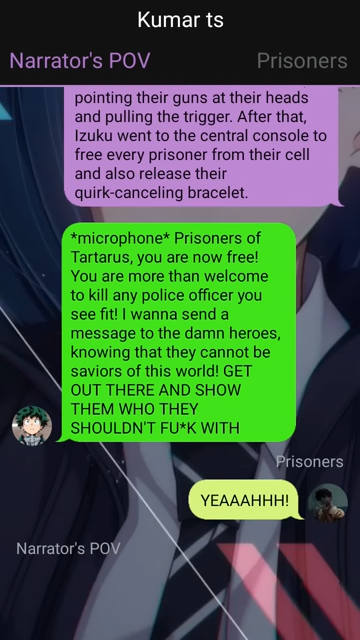 Kumar ts
Narrator's POV
Prisoners
pointing their guns at their heads
and pulling the trigger. After that,
Izuku went to the central console to
free every prisoner from their cell
and also release their
quirk-canceling bracelet.
*microphone* Prisoners of
Tartarus, you are now free!
You are more than welcome
to kill any police officer you
see fit! I wanna send a
message to the damn heroes,
knowing that they cannot be
saviors of this world! GET
OUT THERE AND SHOW
THEM WHO THEY
SHOULDN'T FU*K WITH
Prisoners
YEAAAHHH!
Narrator's POV